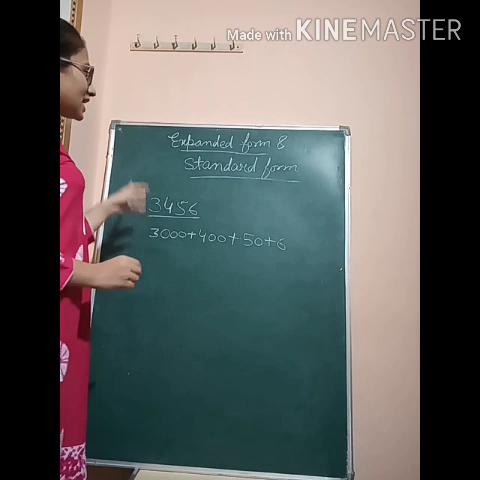 Made with KINEMASTER
Expanded form &
Standard form
3456
3000+400+50+6